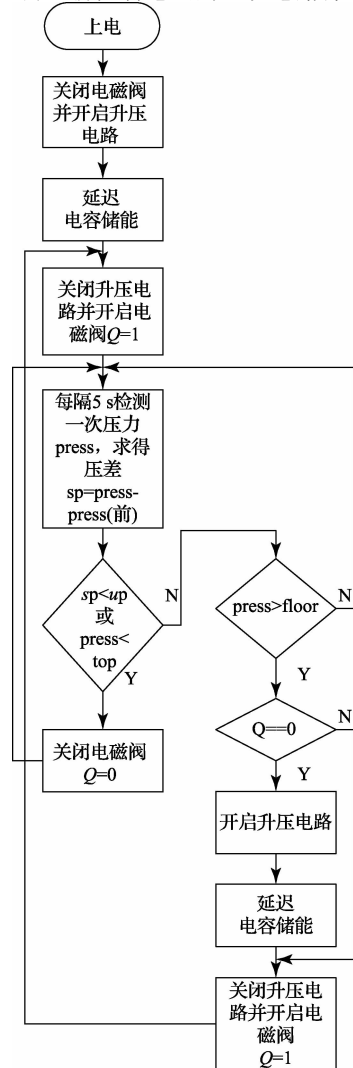 上电
关闭电磁阀
并开启升压
电路
延迟
电容储能
关闭升压电
路并开启电
磁阀Q=1
每隔5 s检测
一次压力
press，求得
压差
sp=press-
press(前)
sp<up
或
press<
top
N
Y
关闭电磁阀
Q=0
press>floor
N
Y
Q==0
N
Y
开启升压电路
延迟
电容储能
关闭升压电
路并开启电
磁阀
Q=1